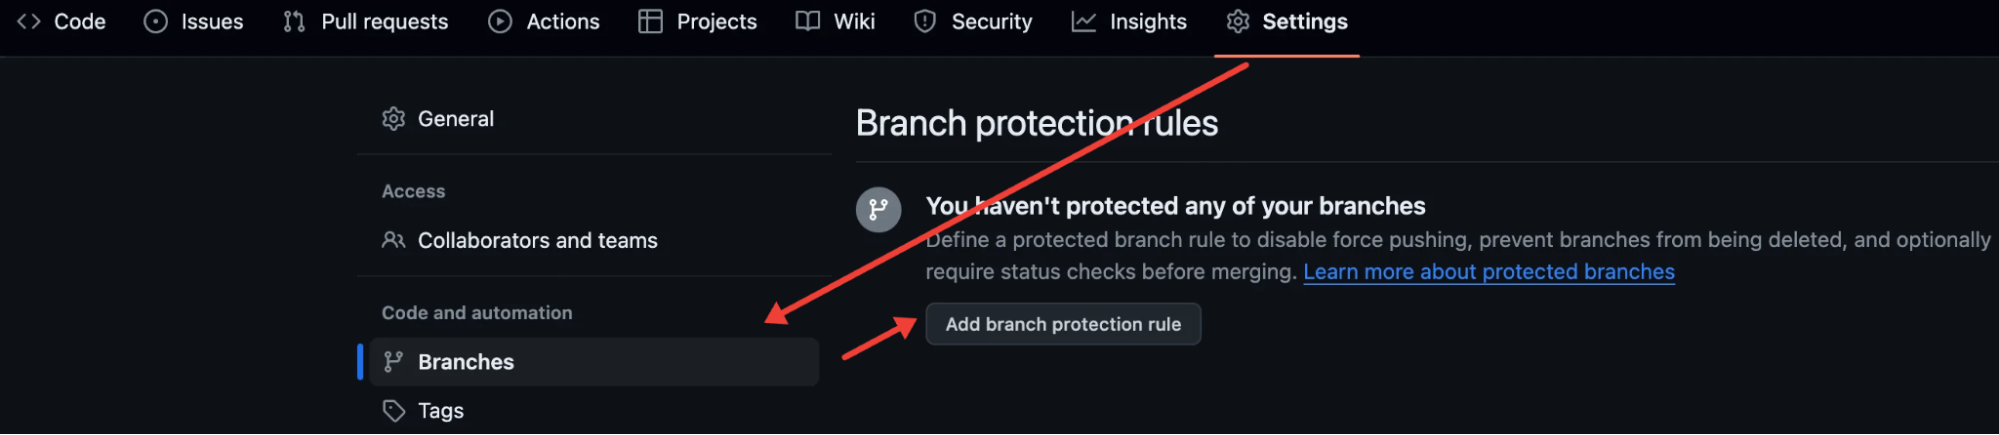 Code Issues Pull requests Actions Projects Wiki Security Insights Settings
General
Access
Collaborators and teams
Code and automation
Branches
Tags
Branch protection rules
You haven't protected any of your branches
Define a protected branch rule to disable force pushing, prevent branches from being deleted, and optionally
require status checks before merging. Learn more about protected branches
Add branch protection rule